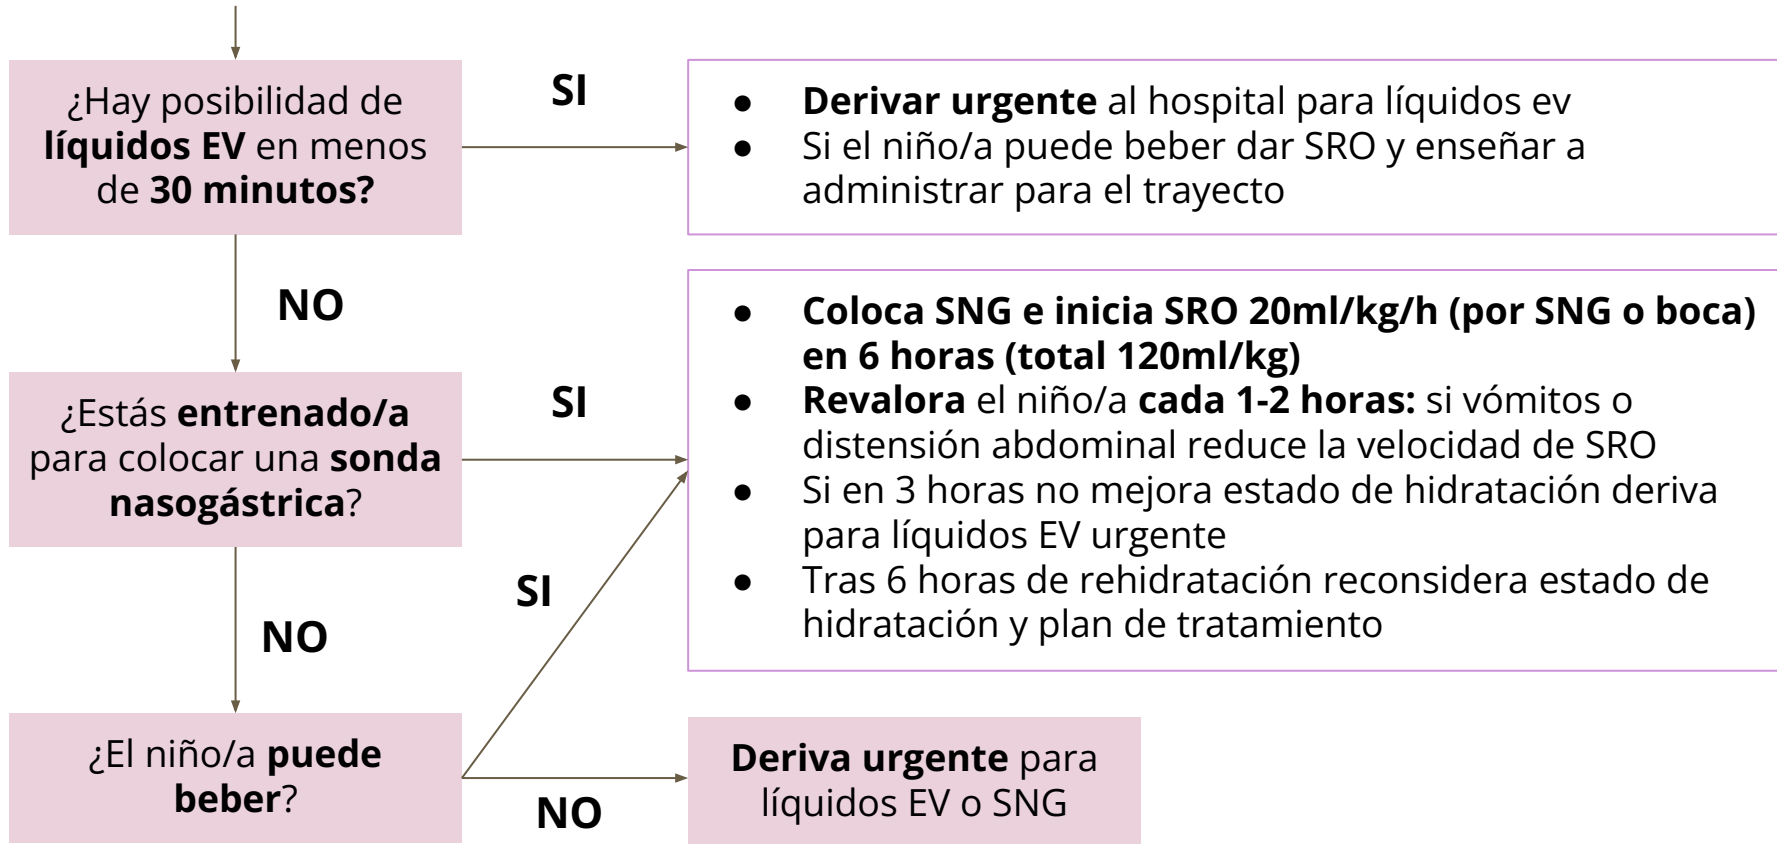 ¿Hay posibilidad de
líquidos EV en menos
de 30 minutos?
SI
● Derivar urgente al hospital para líquidos ev
● Si el niño/a puede beber dar SRO y enseñar a
administrar para el trayecto
NO
¿Estás entrenado/a
para colocar una sonda
nasogástrica?
SI
● Coloca SNG e inicia SRO 20ml/kg/h (por SNG o boca)
en 6 horas (total 120ml/kg)
● Revalora el niño/a cada 1-2 horas: si vómitos o
distensión abdominal reduce la velocidad de SRO
● Si en 3 horas no mejora estado de hidratación deriva
para líquidos EV urgente
● Tras 6 horas de rehidratación reconsidera estado de
hidratación y plan de tratamiento
NO
SI
¿El niño/a puede
beber?
NO
Deriva urgente para
líquidos EV o SNG